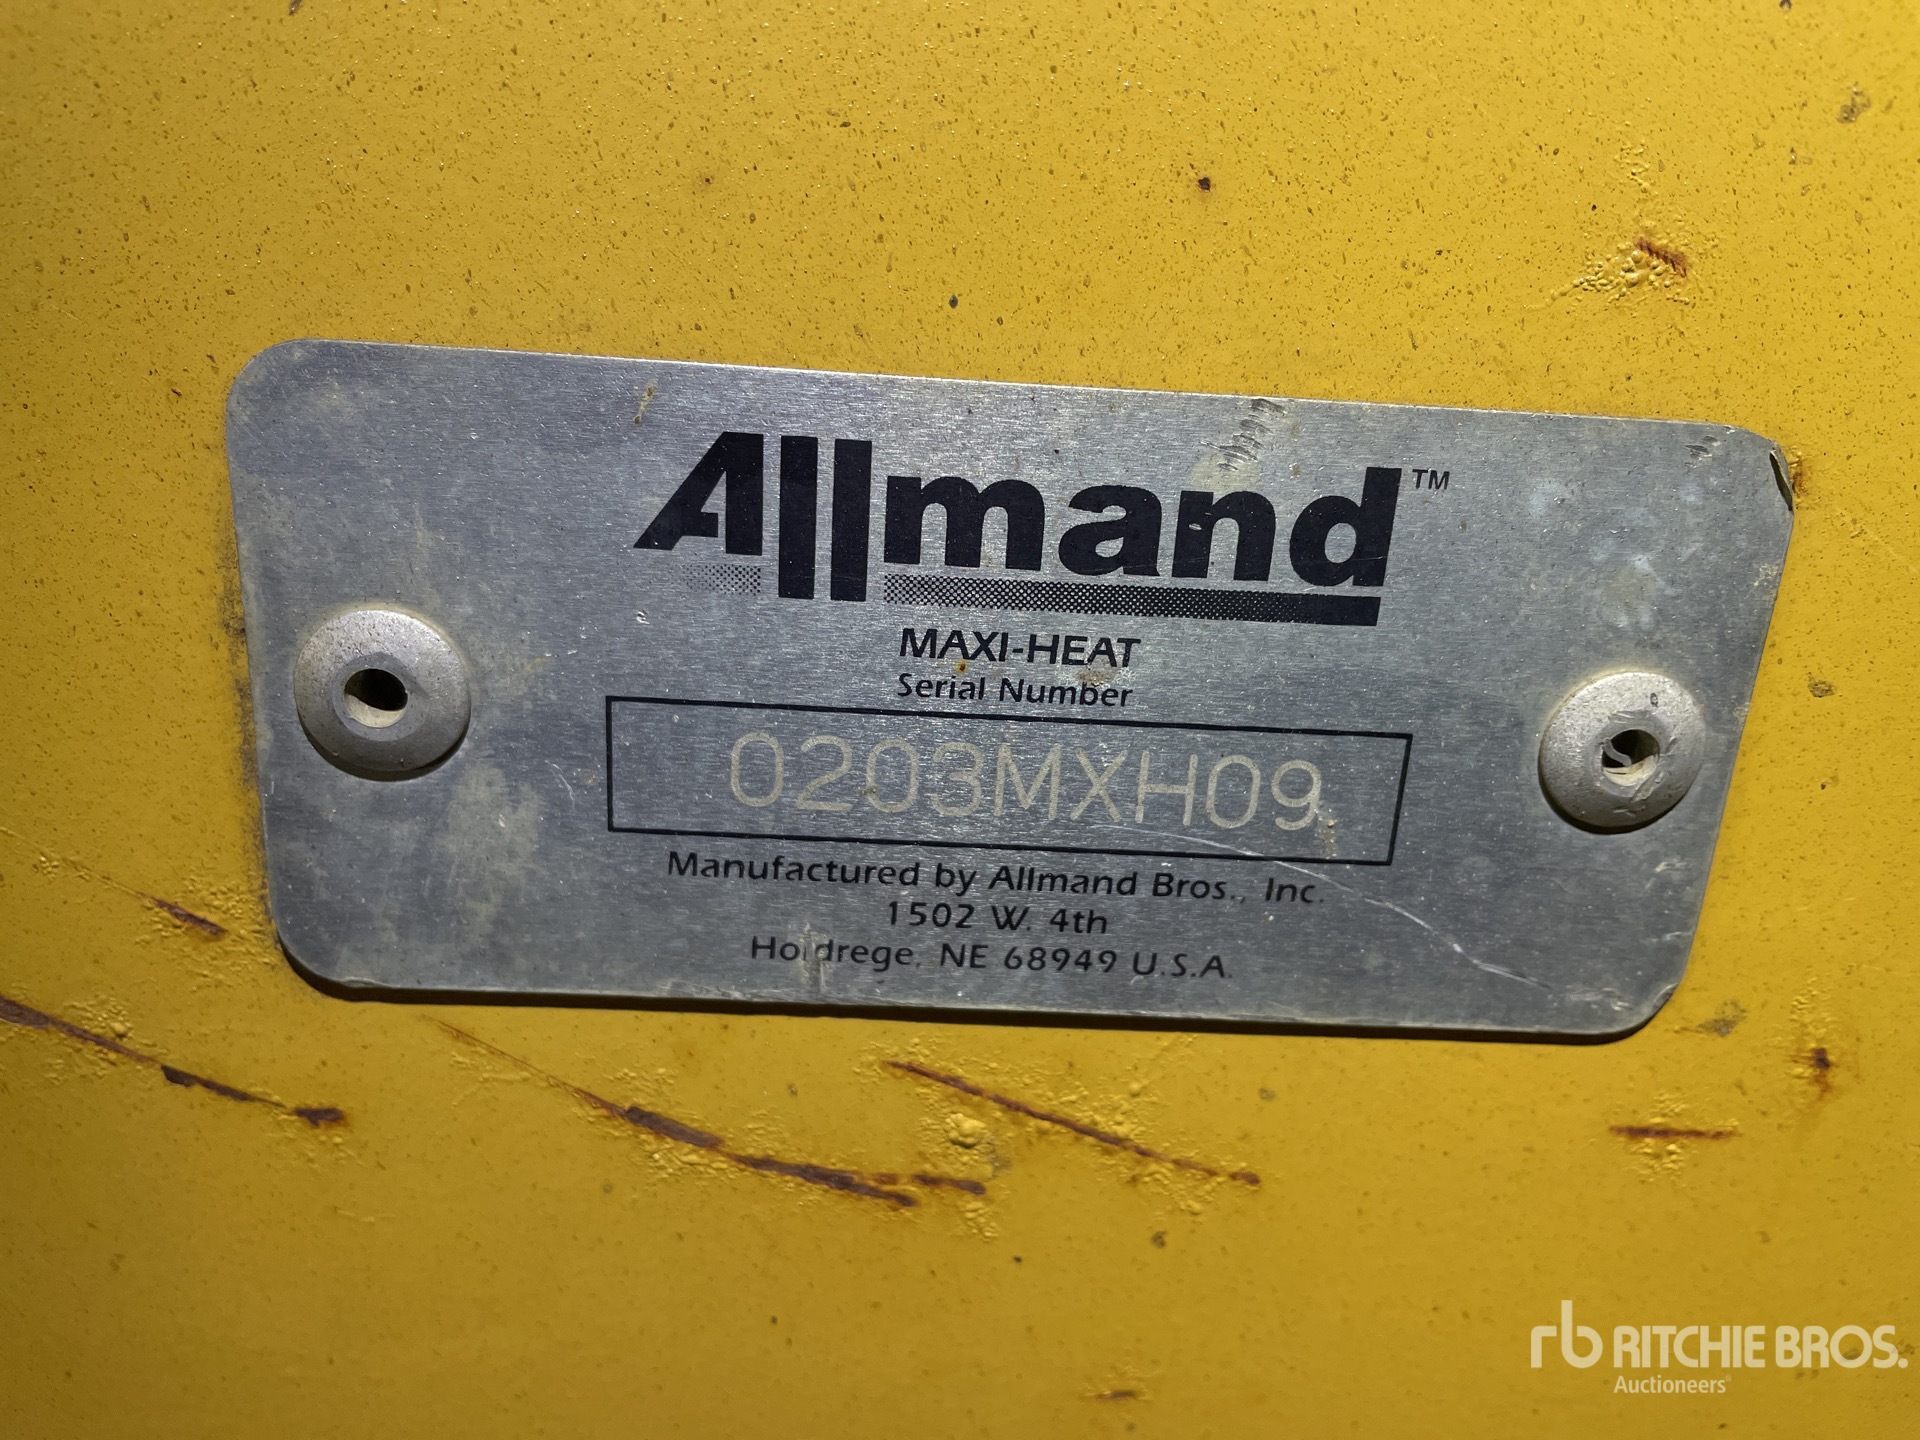 Allmand™
MAXI-HEAT
Serial Number
0203MXH09
Manufactured by Allmand Bros., Inc.
1502 W. 4th
Holdrege, NE 68949 U.S.A.
rb RITCHIE BROS.
Auctioneers